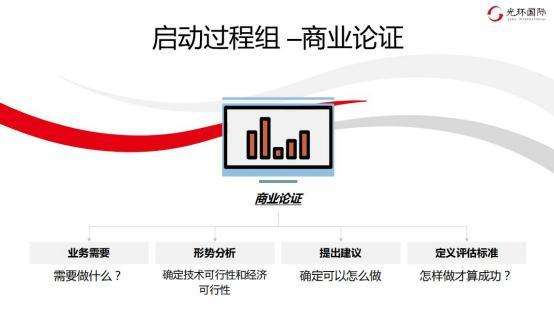 光环国际
启动过程组 –商业论证
商业论证
业务需要
形势分析
提出建议
定义评估标准
需要做什么？
确定技术可行性和经济
可行性
确定可以怎么做
怎样做才算成功？